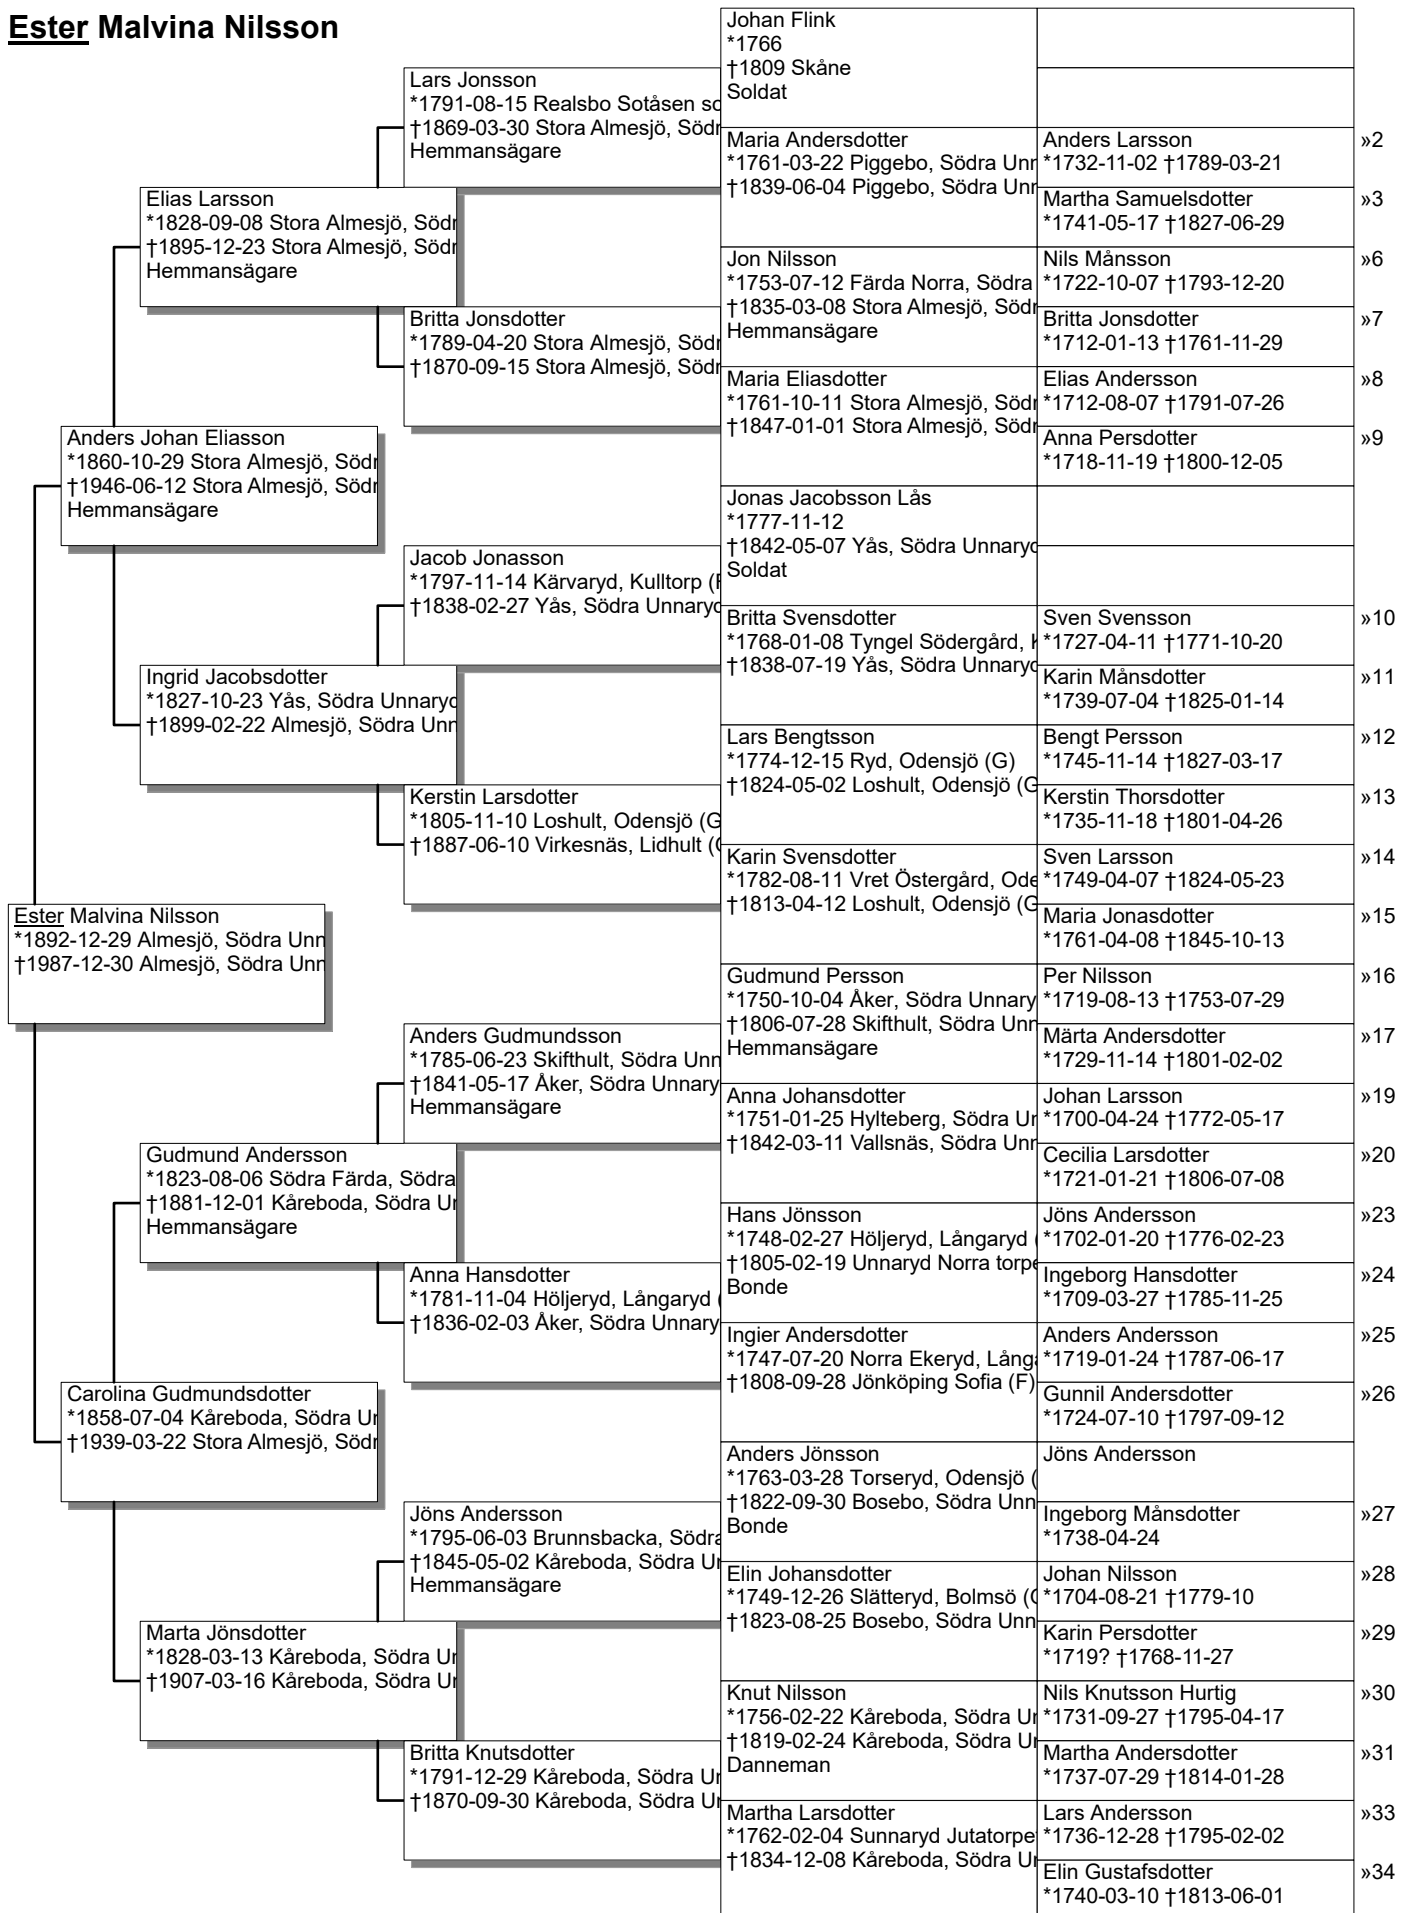 Ester Malvina Nilsson
Johan Flink
*1766
†1809 Skåne
Soldat
Lars Jonsson
*1791-08-15 Realsbo Sotåsen so
†1869-03-30 Stora Almesjö, Södr
Hemmansägare
Maria Andersdotter
*1761-03-22 Piggebo, Södra Unr
†1839-06-04 Piggebo, Södra Unr
Anders Larsson
*1732-11-02 †1789-03-21
»2
Martha Samuelsdotter
*1741-05-17 †1827-06-29
»3
Elias Larsson
*1828-09-08 Stora Almesjö, Södr
†1895-12-23 Stora Almesjö, Södr
Hemmansägare
Jon Nilsson
*1753-07-12 Färda Norra, Södra
†1835-03-08 Stora Almesjö, Södr
Hemmansägare
Nils Månsson
*1722-10-07 †1793-12-20
»6
Britta Jonsdotter
*1712-01-13 †1761-11-29
»7
Britta Jonsdotter
*1789-04-20 Stora Almesjö, Södr
†1870-09-15 Stora Almesjö, Södr
Maria Eliasdotter
*1761-10-11 Stora Almesjö, Södr
†1847-01-01 Stora Almesjö, Södr
Elias Andersson
*1712-08-07 †1791-07-26
»8
Anna Persdotter
*1718-11-19 †1800-12-05
»9
Anders Johan Eliasson
*1860-10-29 Stora Almesjö, Södr
†1946-06-12 Stora Almesjö, Södr
Hemmansägare
Jonas Jacobsson Lås
*1777-11-12
†1842-05-07 Yås, Södra Unnaryd
Soldat
Jacob Jonasson
*1797-11-14 Kärvaryd, Kulltorp (F
†1838-02-27 Yås, Södra Unnaryd
Britta Svensdotter
*1768-01-08 Tyngel Södergård, K
†1838-07-19 Yås, Södra Unnaryd
Sven Svensson
*1727-04-11 †1771-10-20
»10
Karin Månsdotter
*1739-07-04 †1825-01-14
»11
Ingrid Jacobsdotter
*1827-10-23 Yås, Södra Unnaryd
†1899-02-22 Almesjö, Södra Unn
Lars Bengtsson
*1774-12-15 Ryd, Odensjö (G)
†1824-05-02 Loshult, Odensjö (G
Bengt Persson
*1745-11-14 †1827-03-17
»12
Kerstin Thorsdotter
*1735-11-18 †1801-04-26
»13
Kerstin Larsdotter
*1805-11-10 Loshult, Odensjö (G
†1887-06-10 Virkesnäs, Lidhult (G
Karin Svensdotter
*1782-08-11 Vret Östergård, Ode
†1813-04-12 Loshult, Odensjö (G
Sven Larsson
*1749-04-07 †1824-05-23
»14
Maria Jonasdotter
*1761-04-08 †1845-10-13
»15
Ester Malvina Nilsson
*1892-12-29 Almesjö, Södra Unn
†1987-12-30 Almesjö, Södra Unn
Gudmund Persson
*1750-10-04 Åker, Södra Unnary
†1806-07-28 Skifthult, Södra Unn
Hemmansägare
Per Nilsson
*1719-08-13 †1753-07-29
»16
Märta Andersdotter
*1729-11-14 †1801-02-02
»17
Anders Gudmundsson
*1785-06-23 Skifthult, Södra Unn
†1841-05-17 Åker, Södra Unnary
Hemmansägare
Anna Johansdotter
*1751-01-25 Hylteberg, Södra Ur
†1842-03-11 Vallsnäs, Södra Unr
Johan Larsson
*1700-04-24 †1772-05-17
»19
Cecilia Larsdotter
*1721-01-21 †1806-07-08
»20
Gudmund Andersson
*1823-08-06 Södra Färda, Södra
†1881-12-01 Kåreboda, Södra Ur
Hemmansägare
Hans Jönsson
*1748-02-27 Höljeryd, Långaryd (
†1805-02-19 Unnaryd Norra torpe
Bonde
Jöns Andersson
*1702-01-20 †1776-02-23
»23
Ingeborg Hansdotter
*1709-03-27 †1785-11-25
»24
Anna Hansdotter
*1781-11-04 Höljeryd, Långaryd (
†1836-02-03 Åker, Södra Unnary
Ingier Andersdotter
*1747-07-20 Norra Ekeryd, Långa
†1808-09-28 Jönköping Sofia (F)
Anders Andersson
*1719-01-24 †1787-06-17
»25
Gunnil Andersdotter
*1724-07-10 †1797-09-12
»26
Carolina Gudmundsdotter
*1858-07-04 Kåreboda, Södra Ur
†1939-03-22 Stora Almesjö, Södr
Anders Jönsson
*1763-03-28 Torseryd, Odensjö (
†1822-09-30 Bosebo, Södra Unn
Bonde
Jöns Andersson
Ingeborg Månsdotter
*1738-04-24
»27
Jöns Andersson
*1795-06-03 Brunnsbacka, Södra
†1845-05-02 Kåreboda, Södra Ur
Hemmansägare
Elin Johansdotter
*1749-12-26 Slätteryd, Bolmsö (G
†1823-08-25 Bosebo, Södra Unn
Johan Nilsson
*1704-08-21 †1779-10
»28
Karin Persdotter
*1719? †1768-11-27
»29
Marta Jönsdotter
*1828-03-13 Kåreboda, Södra Ur
†1907-03-16 Kåreboda, Södra Ur
Knut Nilsson
*1756-02-22 Kåreboda, Södra Ur
†1819-02-24 Kåreboda, Södra Ur
Danneman
Nils Knutsson Hurtig
*1731-09-27 †1795-04-17
»30
Martha Andersdotter
*1737-07-29 †1814-01-28
»31
Britta Knutsdotter
*1791-12-29 Kåreboda, Södra Ur
†1870-09-30 Kåreboda, Södra Ur
Martha Larsdotter
*1762-02-04 Sunnaryd Jutatorpe
†1834-12-08 Kåreboda, Södra Ur
Lars Andersson
*1736-12-28 †1795-02-02
»33
Elin Gustafsdotter
*1740-03-10 †1813-06-01
»34